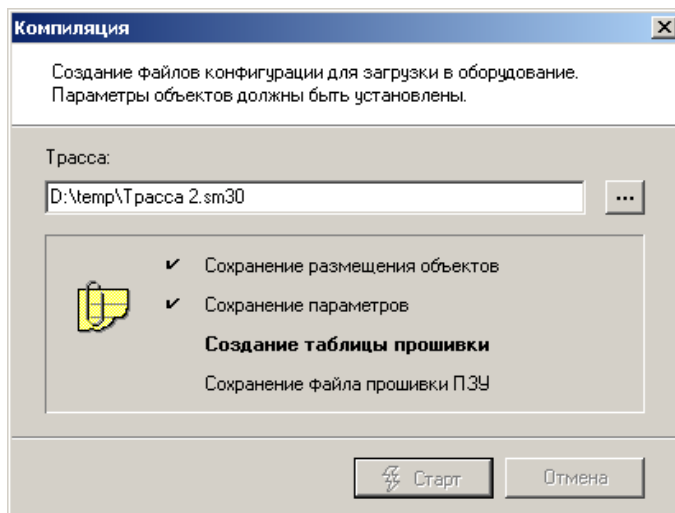 Компиляция
Создание файлов конфигурации для загрузки в оборудование.
Параметры объектов должны быть установлены.
Трасса:
D:\temp\Трасса 2.sm30
...
✔ Сохранение размещения объектов
✔ Сохранение параметров
Создание таблицы прошивки
Сохранение файла прошивки ПЗУ
Старт
Отмена